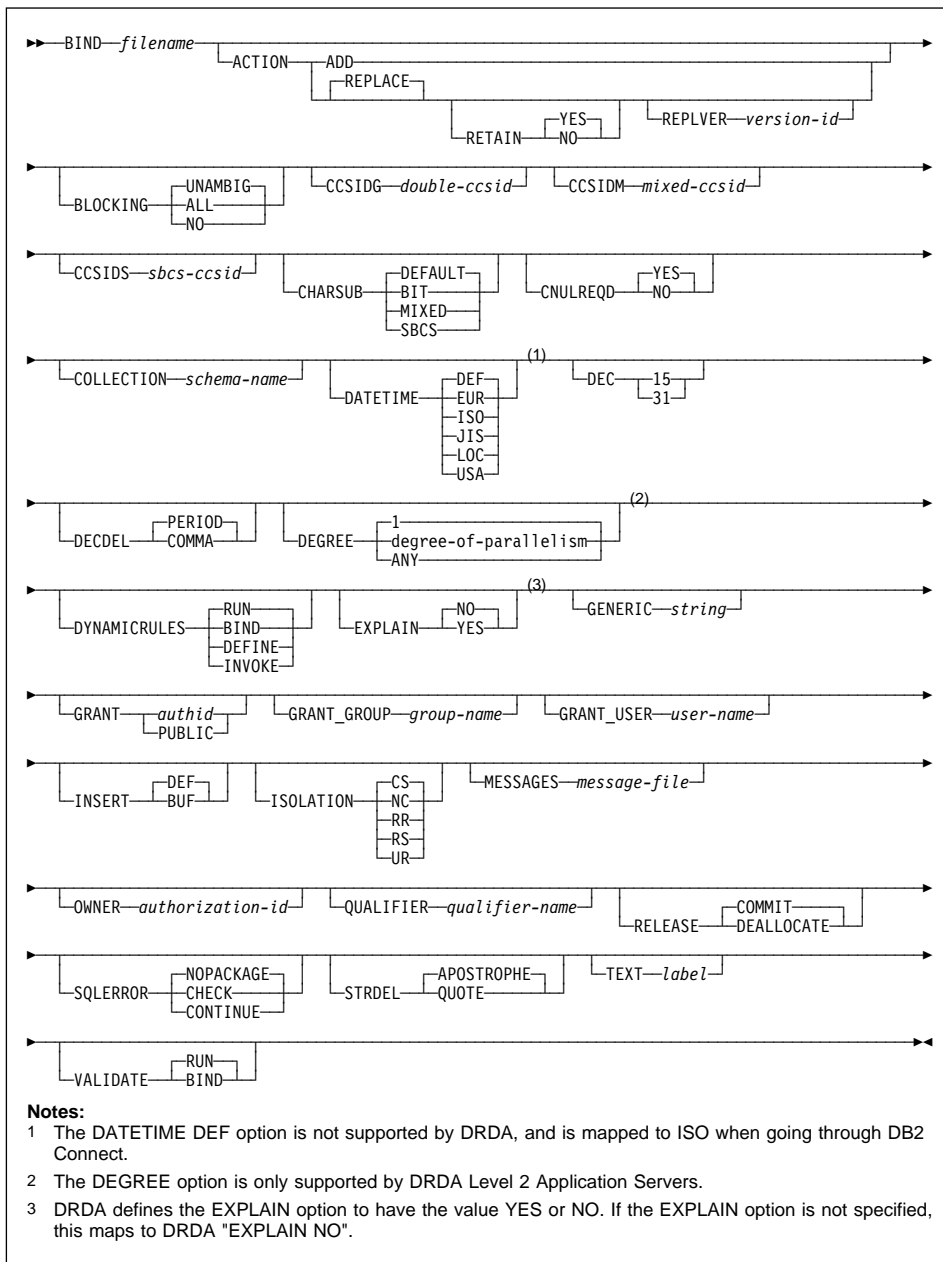 BIND filename
ACTION ADD
REPLACE
YES REPLVER version-id
RETAIN NO
UNAMBIG CCSIDG double-ccsid CCSIDM mixed-ccsid
BLOCKING ALL
NO
CCSIDS sbcs-ccsid DEFAULT YES
CHARSUB BIT CNULREQD NO
MIXED
SBCS
(1)
COLLECTION schema-name DEF DEC 15
DATETIME EUR 31
ISO
JIS
LOC
USA
(2)
PERIOD 1
DECDEL COMMA DEGREE degree-of-parallelism
ANY
(3)
RUN NO GENERIC string
DYNAMICRULES BIND EXPLAIN YES
DEFINE
INVOKE
GRANT authid GRANT_GROUP group-name GRANT_USER user-name
PUBLIC
DEF CS MESSAGES message-file
INSERT BUF ISOLATION NC
RR
RS
UR
OWNER authorization-id QUALIFIER qualifier-name COMMIT
RELEASE DEALLOCATE
NOPACKAGE APOSTROPHE TEXT label
SQLERROR CHECK STRDEL QUOTE
CONTINUE
RUN
VALIDATE BIND
Notes:
1 The DATETIME DEF option is not supported by DRDA, and is mapped to ISO when going through DB2
Connect.
2 The DEGREE option is only supported by DRDA Level 2 Application Servers.
3 DRDA defines the EXPLAIN option to have the value YES or NO. If the EXPLAIN option is not specified,
this maps to DRDA "EXPLAIN NO".